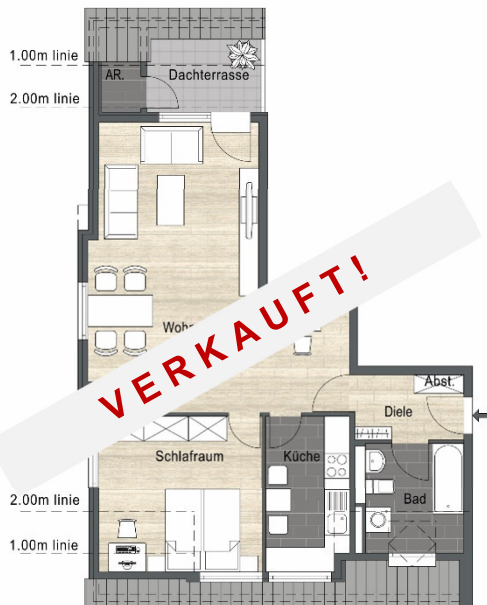 1.00m linie
AR.
Dachterrasse
2.00m linie
VERKAUFT!
Abst.
Diele
Schlafraum
Küche
Bad
2.00m linie
1.00m linie